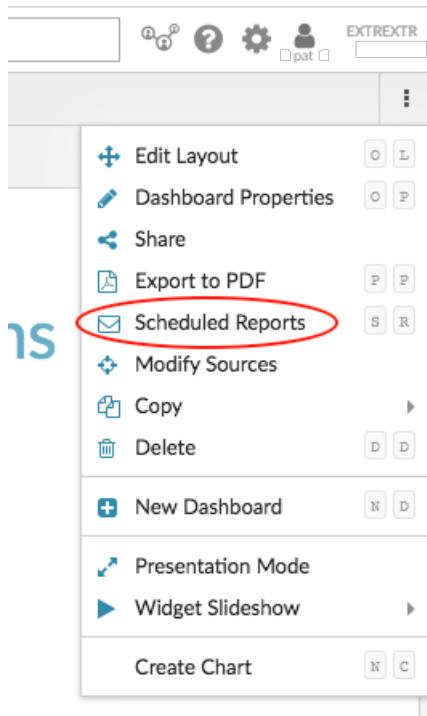 EXTREXTR
pat
ns
Edit Layout O L
Dashboard Properties O P
Share
Export to PDF P P
Scheduled Reports S R
Modify Sources
Copy
Delete D D
New Dashboard N D
Presentation Mode
Widget Slideshow
Create Chart N C